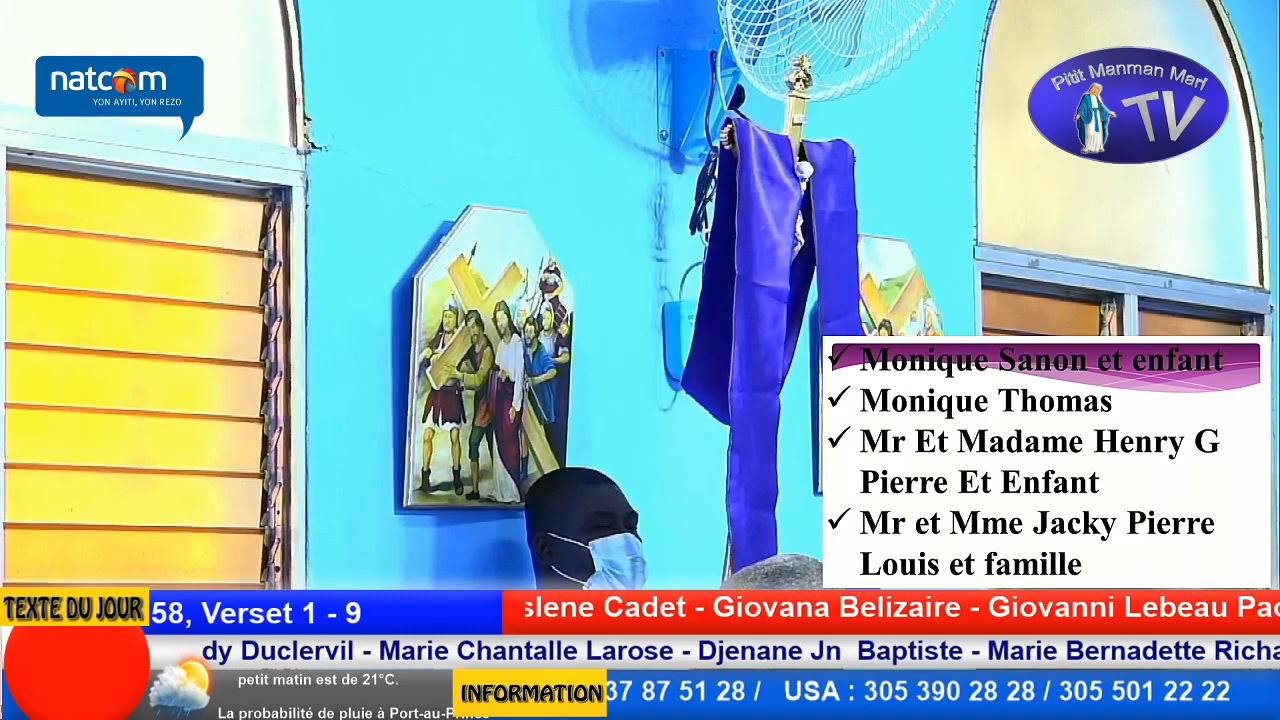 natcom
YON AYITI, YON REZO
Pitit Manman Mari
TV
Monique Sanon et enfant
Monique Thomas
Mr Et Madame Henry G
Pierre Et Enfant
Mr et Mme Jacky Pierre
Louis et famille
TEXTE DU JOUR
58, Verset 1 - 9
slene Cadet - Giovana Belizaire - Giovanni Lebeau Pac
dy Duclervil - Marie Chantalle Larose - Djenane Jn Baptiste - Marie Bernadette Richa
petit matin est de 21°C.
La probabilité de pluie à Port-au-Prince
INFORMATION
37 87 51 28 / USA : 305 390 28 28 / 305 501 22 22